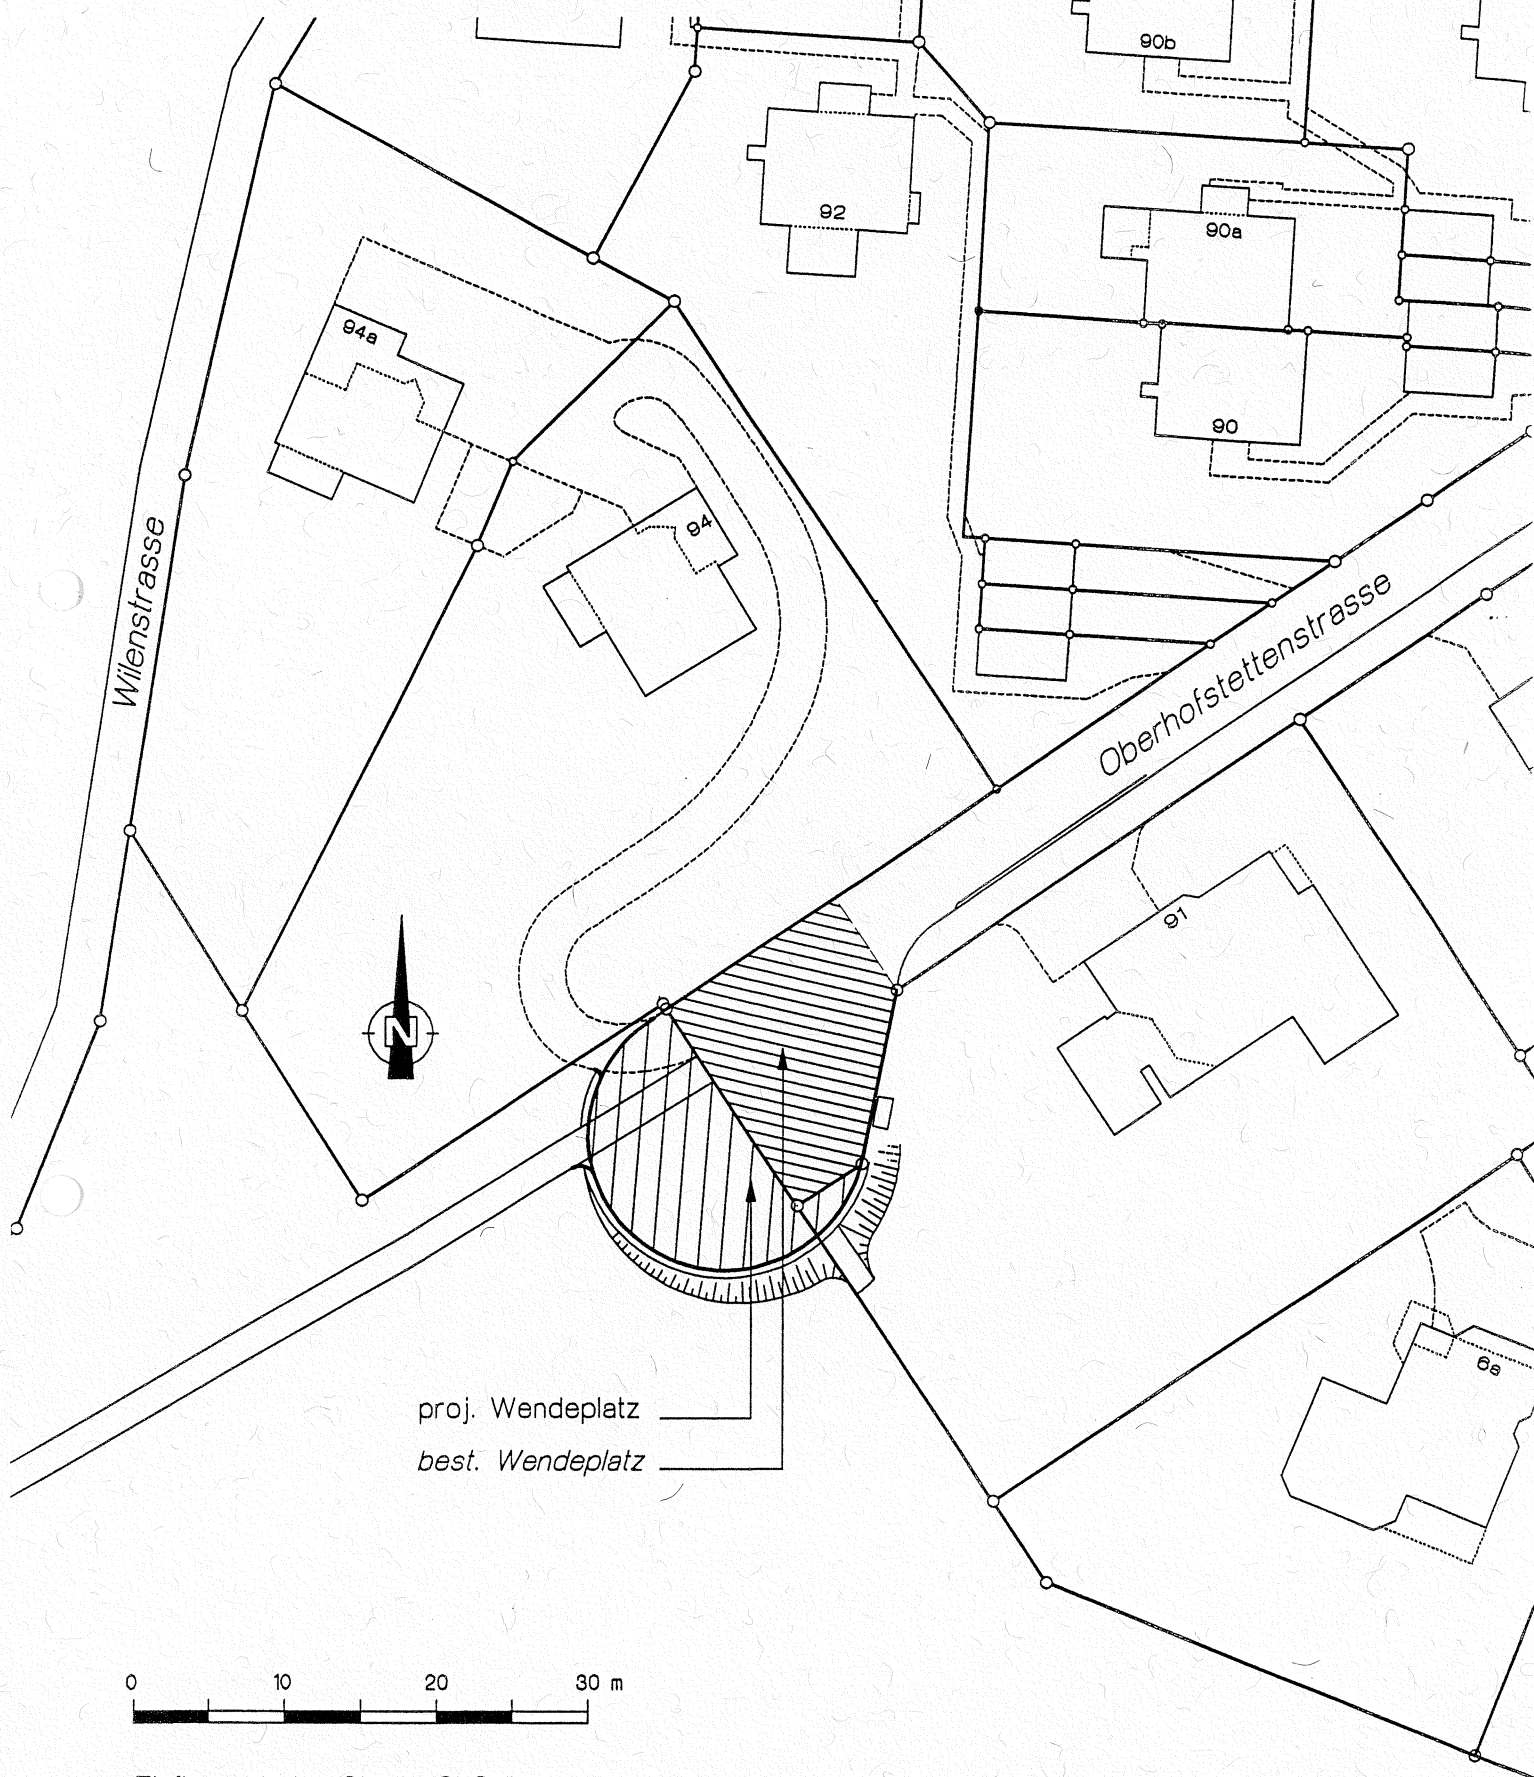 90b
92
90a
94a
90
94
Wilenstrasse
Oberhofstettenstrasse
91
N
6a
proj. Wendeplatz
best. Wendeplatz
0 10 20 30 m